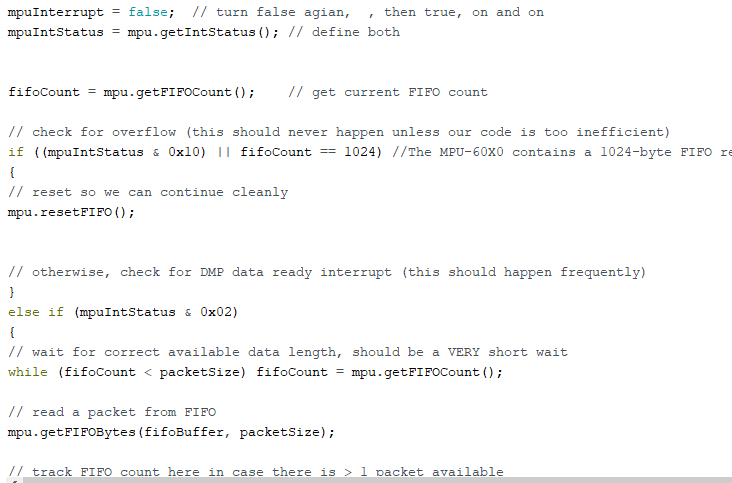 mpuInterrupt = false;  // turn false agian,  , then true, on and on
mpuIntStatus = mpu.getIntStatus(); // define both
fifoCount = mpu.getFIFOCount();    // get current FIFO count
// check for overflow (this should never happen unless our code is too inefficient)
if ((mpuIntStatus & 0x10) || fifoCount == 1024) //The MPU-60X0 contains a 1024-byte FIFO re
{
// reset so we can continue cleanly
mpu.resetFIFO();
// otherwise, check for DMP data ready interrupt (this should happen frequently)
}
else if (mpuIntStatus & 0x02)
{
// wait for correct available data length, should be a VERY short wait
while (fifoCount < packetSize) fifoCount = mpu.getFIFOCount();
// read a packet from FIFO
mpu.getFIFOBytes(fifoBuffer, packetSize);
// track FIFO count here in case there is > 1 packet available